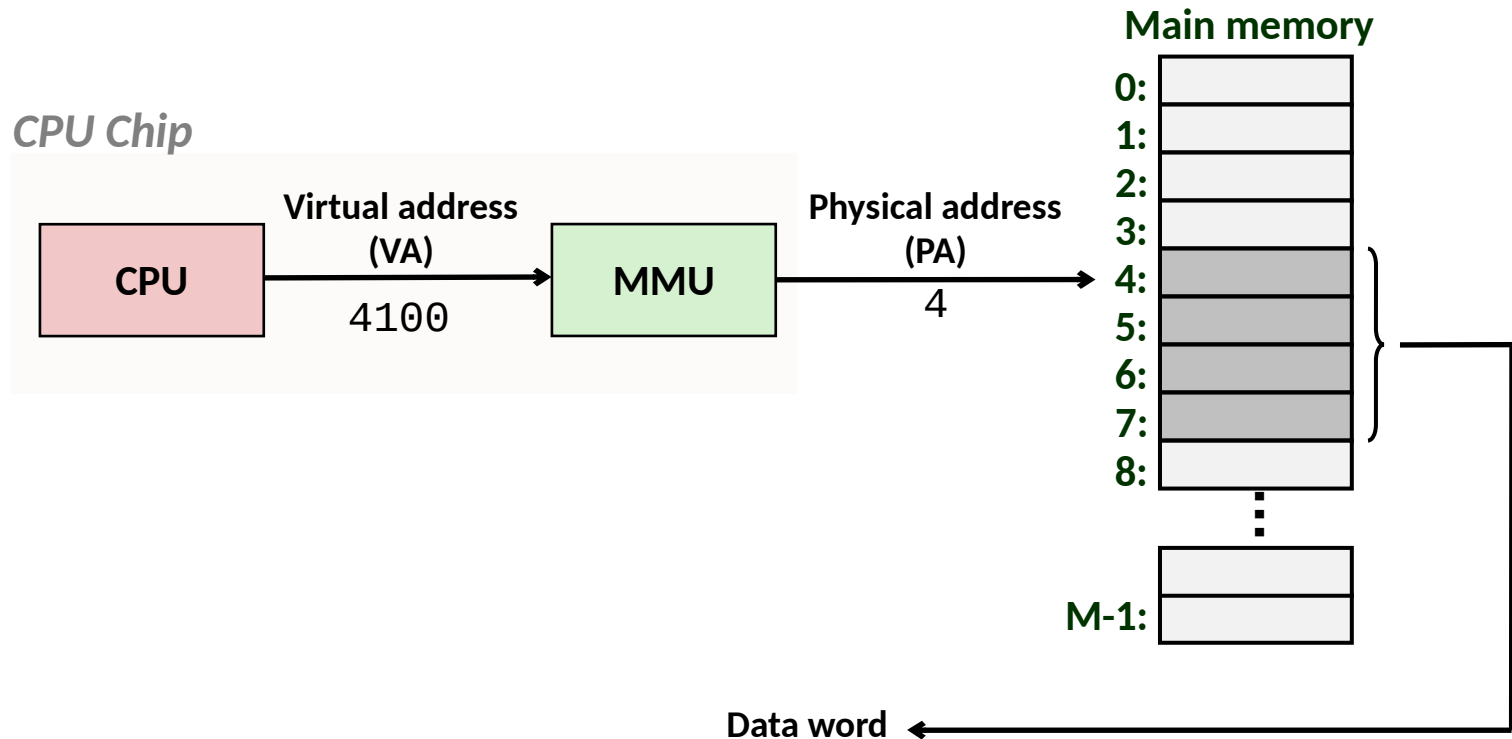 Main memory
0:
1:
2:
3:
4:
5:
6:
7:
8:
M-1:
CPU Chip
Virtual address
(VA)
4100
CPU
MMU
Physical address
(PA)
4
Data word